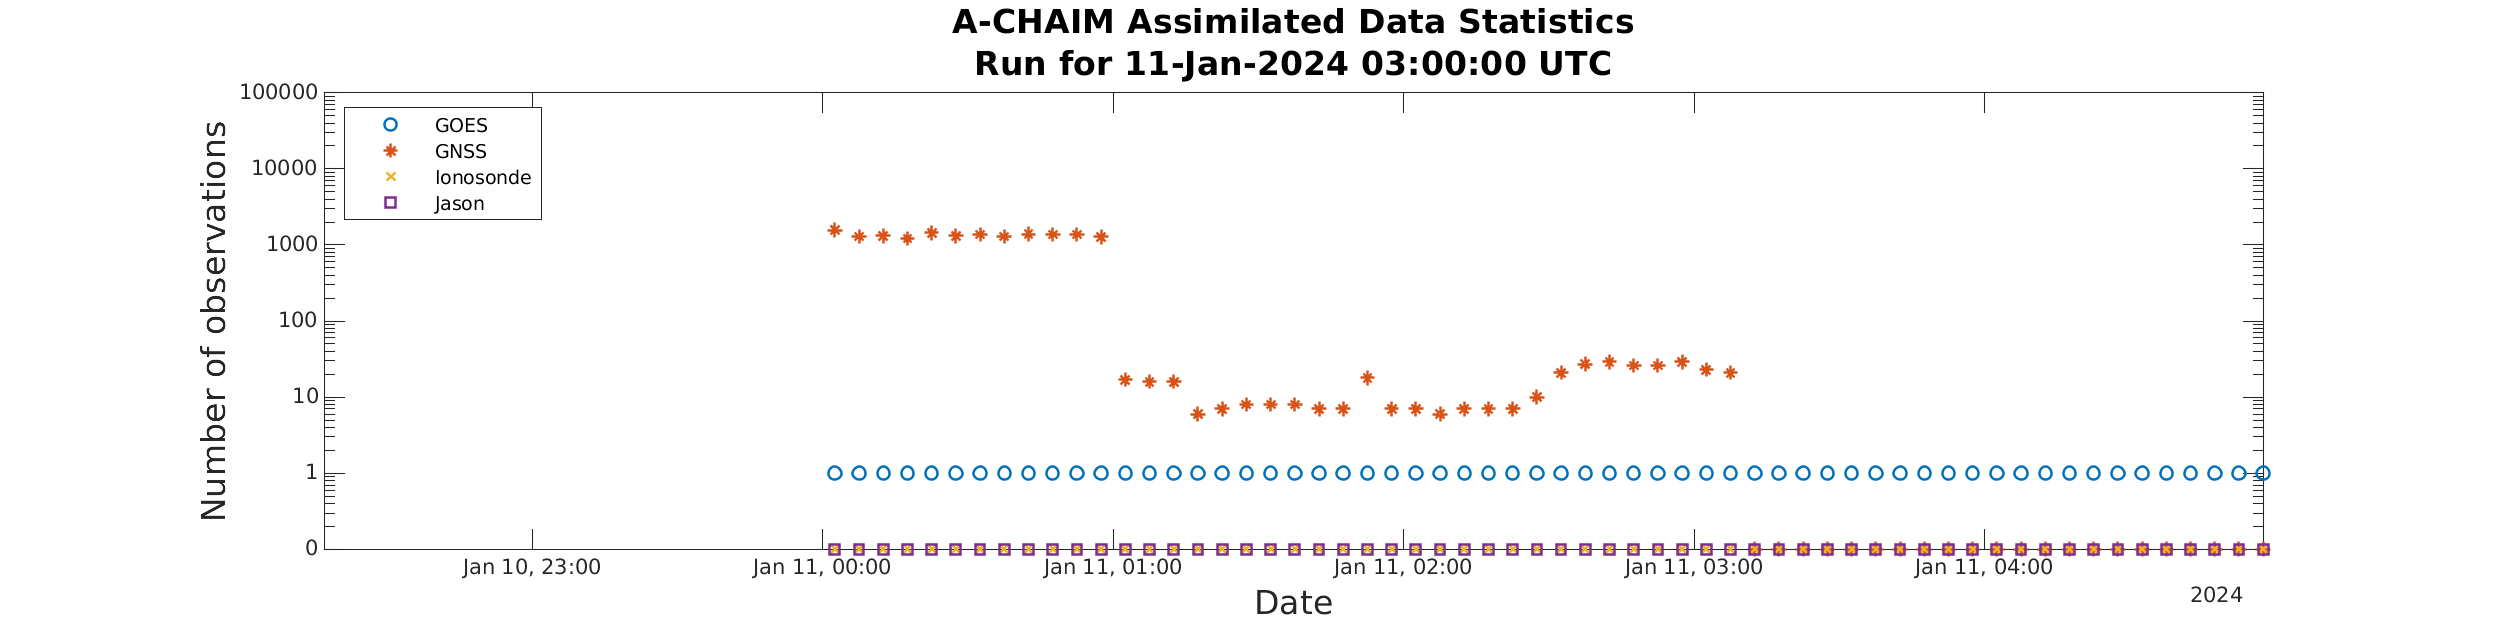 A-CHAIM Assimilated Data Statistics
Run for 11-Jan-2024 03:00:00 UTC
Number of observations
100000
10000
1000
100
10
1
0
GOES
GNSS
Ionosonde
Jason
Jan 10, 23:00
Jan 11, 00:00
Jan 11, 01:00
Jan 11, 02:00
Jan 11, 03:00
Jan 11, 04:00
2024
Date